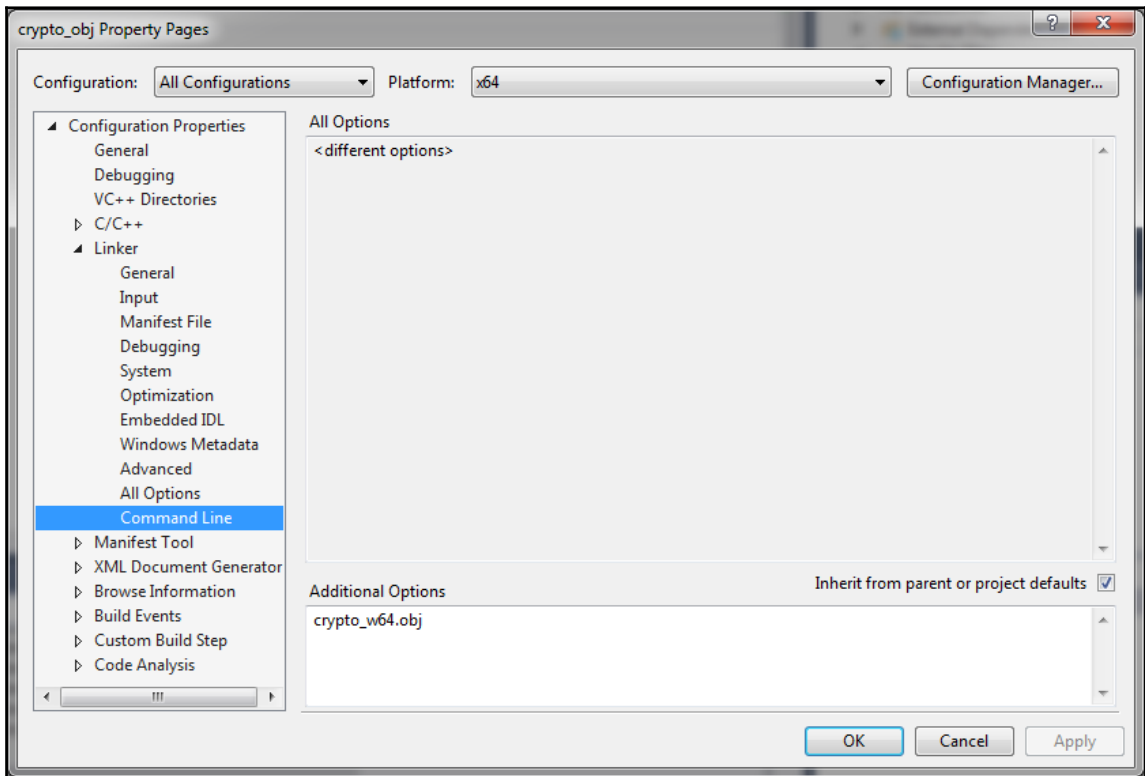 crypto_obj Property Pages
Configuration: All Configurations Platform: x64 Configuration Manager...
Configuration Properties
General
Debugging
VC++ Directories
C/C++
Linker
General
Input
Manifest File
Debugging
System
Optimization
Embedded IDL
Windows Metadata
Advanced
All Options
Command Line
Manifest Tool
XML Document Generator
Browse Information
Build Events
Custom Build Step
Code Analysis
All Options
<different options>
Inherit from parent or project defaults
Additional Options
crypto_w64.obj
OK Cancel Apply